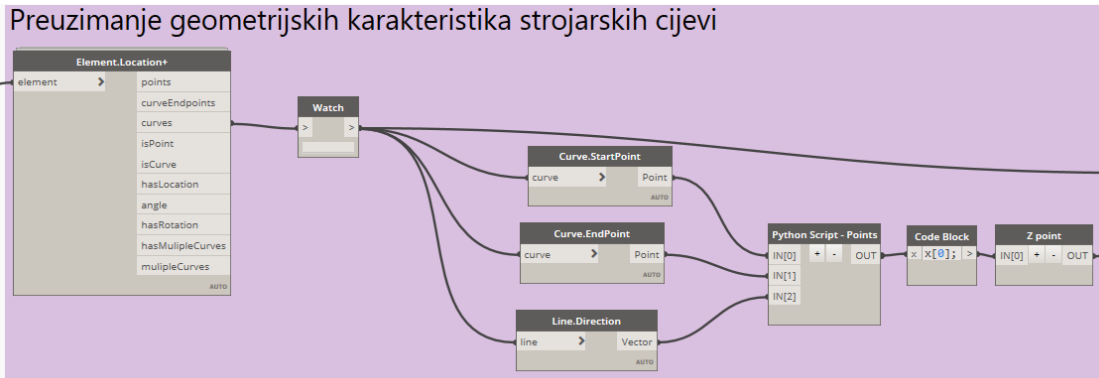 Preuzimanje geometrijskih karakteristika strojarskih cijevi
Element.Location+
element >
points
curveEndpoints
curves
isPoint
isCurve
hasLocation
angle
hasRotation
hasMulipleCurves
mulipleCurves
AUTO
Watch
> >
Curve.StartPoint
curve > Point
AUTO
Curve.EndPoint
curve > Point
AUTO
Line.Direction
line > Vector
AUTO
Python Script - Points
IN[0] + - OUT
IN[1]
IN[2]
Code Block
x x[0]; >
Z point
IN[0] + - OUT